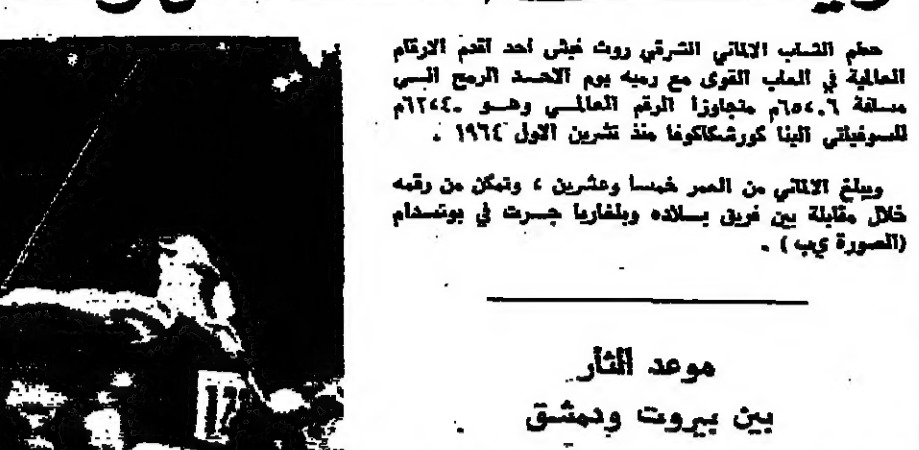 حطم الشاب الالماني الشرقي روث فيشر احد اقدم الارقام
العالمية في العاب القوى مع رميه يوم الاحد الرمح الى
مسافة ٦٥،٠٦م متجاوزا الرقم العالمي وهو ٦٢،٤٠م
للسوفياتي الينا كورشكاكوفا منذ تشرين الاول ١٩٦٤ .
ويبلغ الالماني من العمر خمسا وعشرين ، وتمكن من رقمه
خلال مقابلة بين فريق بلاده وبلغاريا جرت في بوتسدام
(الصورة يب) .
موعد الثأر
بين بيروت ودمشق